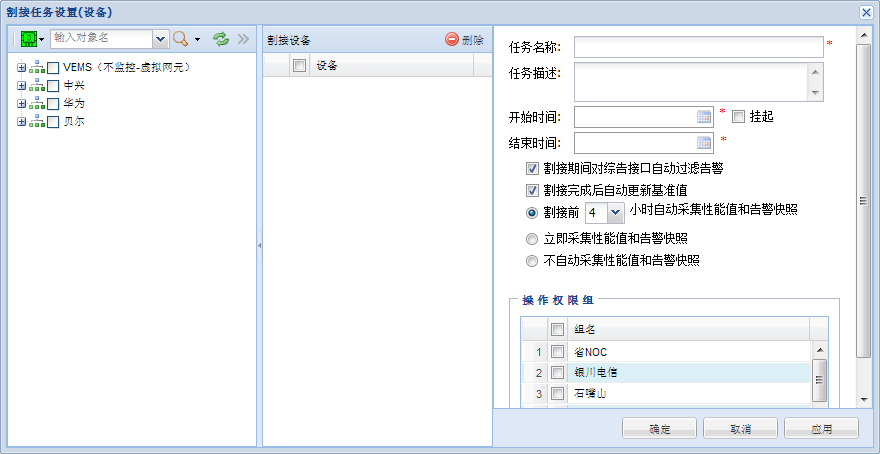 割接任务设置(设备)
输入对象名
VEMS（不监控-虚拟网元）
中兴
华为
贝尔
割接设备
删除
设备
任务名称:
*
任务描述:
开始时间:
*
挂起
结束时间:
*
割接期间对综告接口自动过滤告警
割接完成后自动更新基准值
割接前 4 小时自动采集性能值和告警快照
立即采集性能值和告警快照
不自动采集性能值和告警快照
操作权限组
组名
1 省NOC
2 银川电信
3 石嘴山
确定 取消 应用